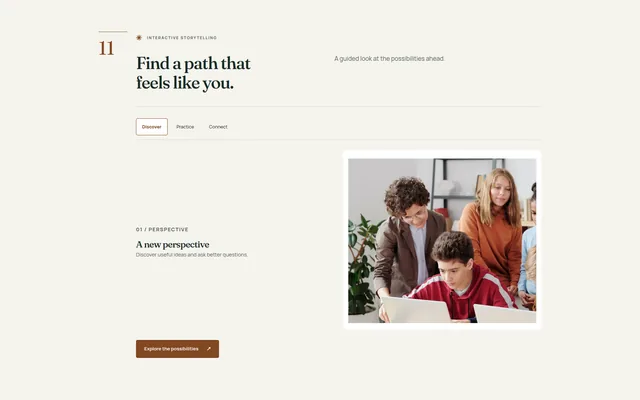 11
INTERACTIVE STORYTELLING
Find a path that
feels like you.
A guided look at the possibilities ahead.
Discover
Practice
Connect
01 / PERSPECTIVE
A new perspective
Discover useful ideas and ask better questions.
Explore the possibilities ↗